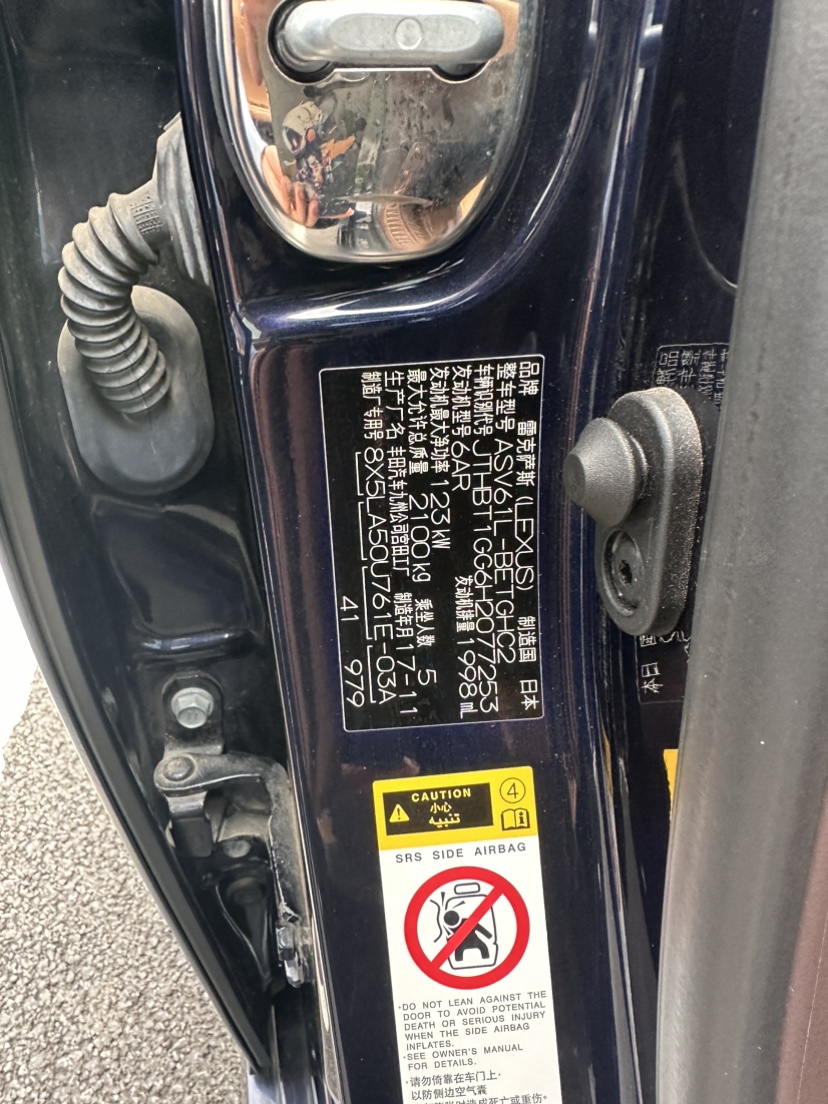 品牌 雷克萨斯(LEXUS) 制造国 日本
整车型号 ASV61L-BETGHC2
车辆识别代号 JTHBT1GG6H2077253
发动机型号 6AR 发动机排量 1998 mL
发动机最大净功率 123 kW
最大允许总质量 2100 kg 乘坐人数 5
生产厂名 丰田汽车九州公司宫田工厂 制造年月 17-11
制造厂专用号 8X5LA50U761E-03A
41 979
CAUTION
小心
تنبيه
④
SRS SIDE AIRBAG
·DO NOT LEAN AGAINST THE
DOOR TO AVOID POTENTIAL
DEATH OR SERIOUS INJURY
WHEN THE SIDE AIRBAG
INFLATES.
·SEE OWNER'S MANUAL
FOR DETAILS.
·请勿倚靠在车门上·
以防侧边空气囊